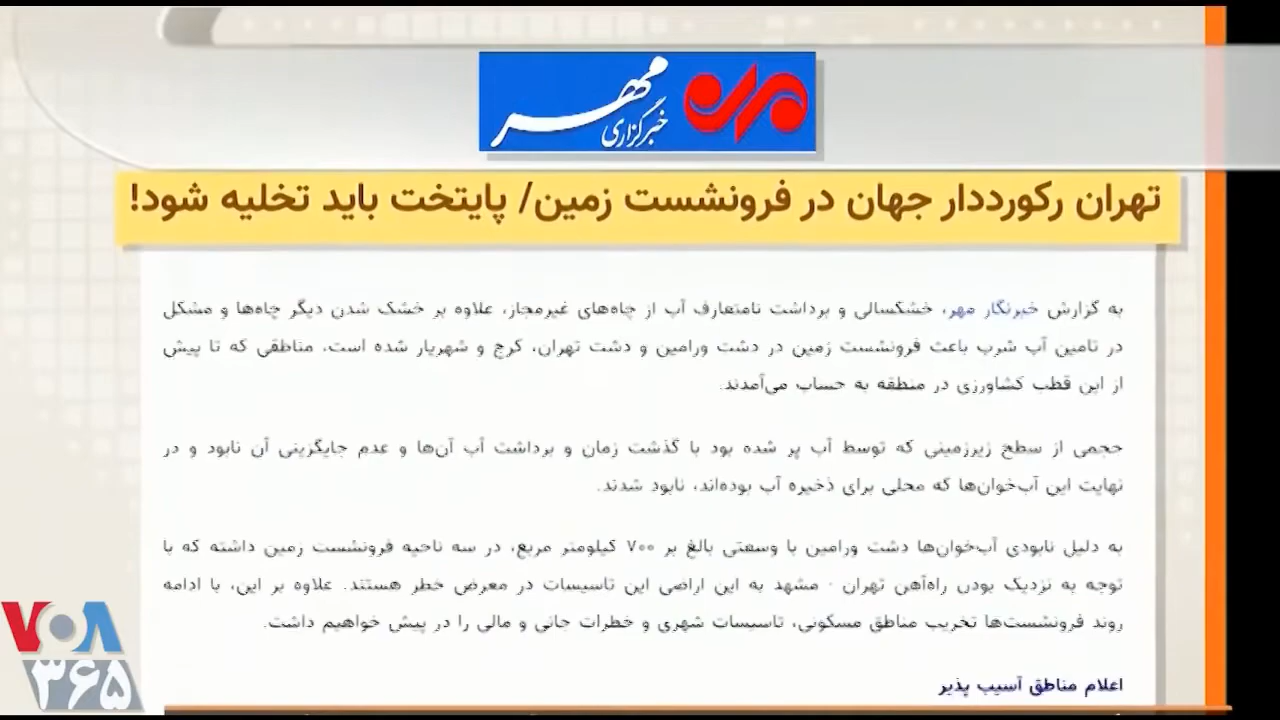 مهر
خبرگزاری
تهران رکورددار جهان در فرونشست زمین/ پایتخت باید تخلیه شود!
به گزارش خبرنگار مهر، خشکسالی و برداشت نامتعارف آب از چاه‌های غیرمجاز، علاوه بر خشک شدن دیگر چاه‌ها و مشکل
در تامین آب شرب باعث فرونشست زمین در دشت ورامین و دشت تهران، کرج و شهریار شده است، مناطقی که تا پیش
از این قطب کشاورزی در منطقه به حساب می‌آمدند.
حجمی از سطح زیرزمینی که توسط آب پر شده بود با گذشت زمان و برداشت آب آن‌ها و عدم جایگزینی آن نابود و در
نهایت این آب‌خوان‌ها که محلی برای ذخیره آب بوده‌اند، نابود شدند.
به دلیل نابودی آب‌خوان‌ها دشت ورامین با وسعتی بالغ بر ۷۰۰ کیلومتر مربع، در سه ناحیه فرونشست زمین داشته که با
توجه به نزدیک بودن راه‌آهن تهران - مشهد به این اراضی این تاسیسات در معرض خطر هستند. علاوه بر این، با ادامه
روند فرونشست‌ها تخریب مناطق مسکونی، تاسیسات شهری و خطرات جانی و مالی را در پیش خواهیم داشت.
اعلام مناطق آسیب پذیر
VOA
۳۶۵